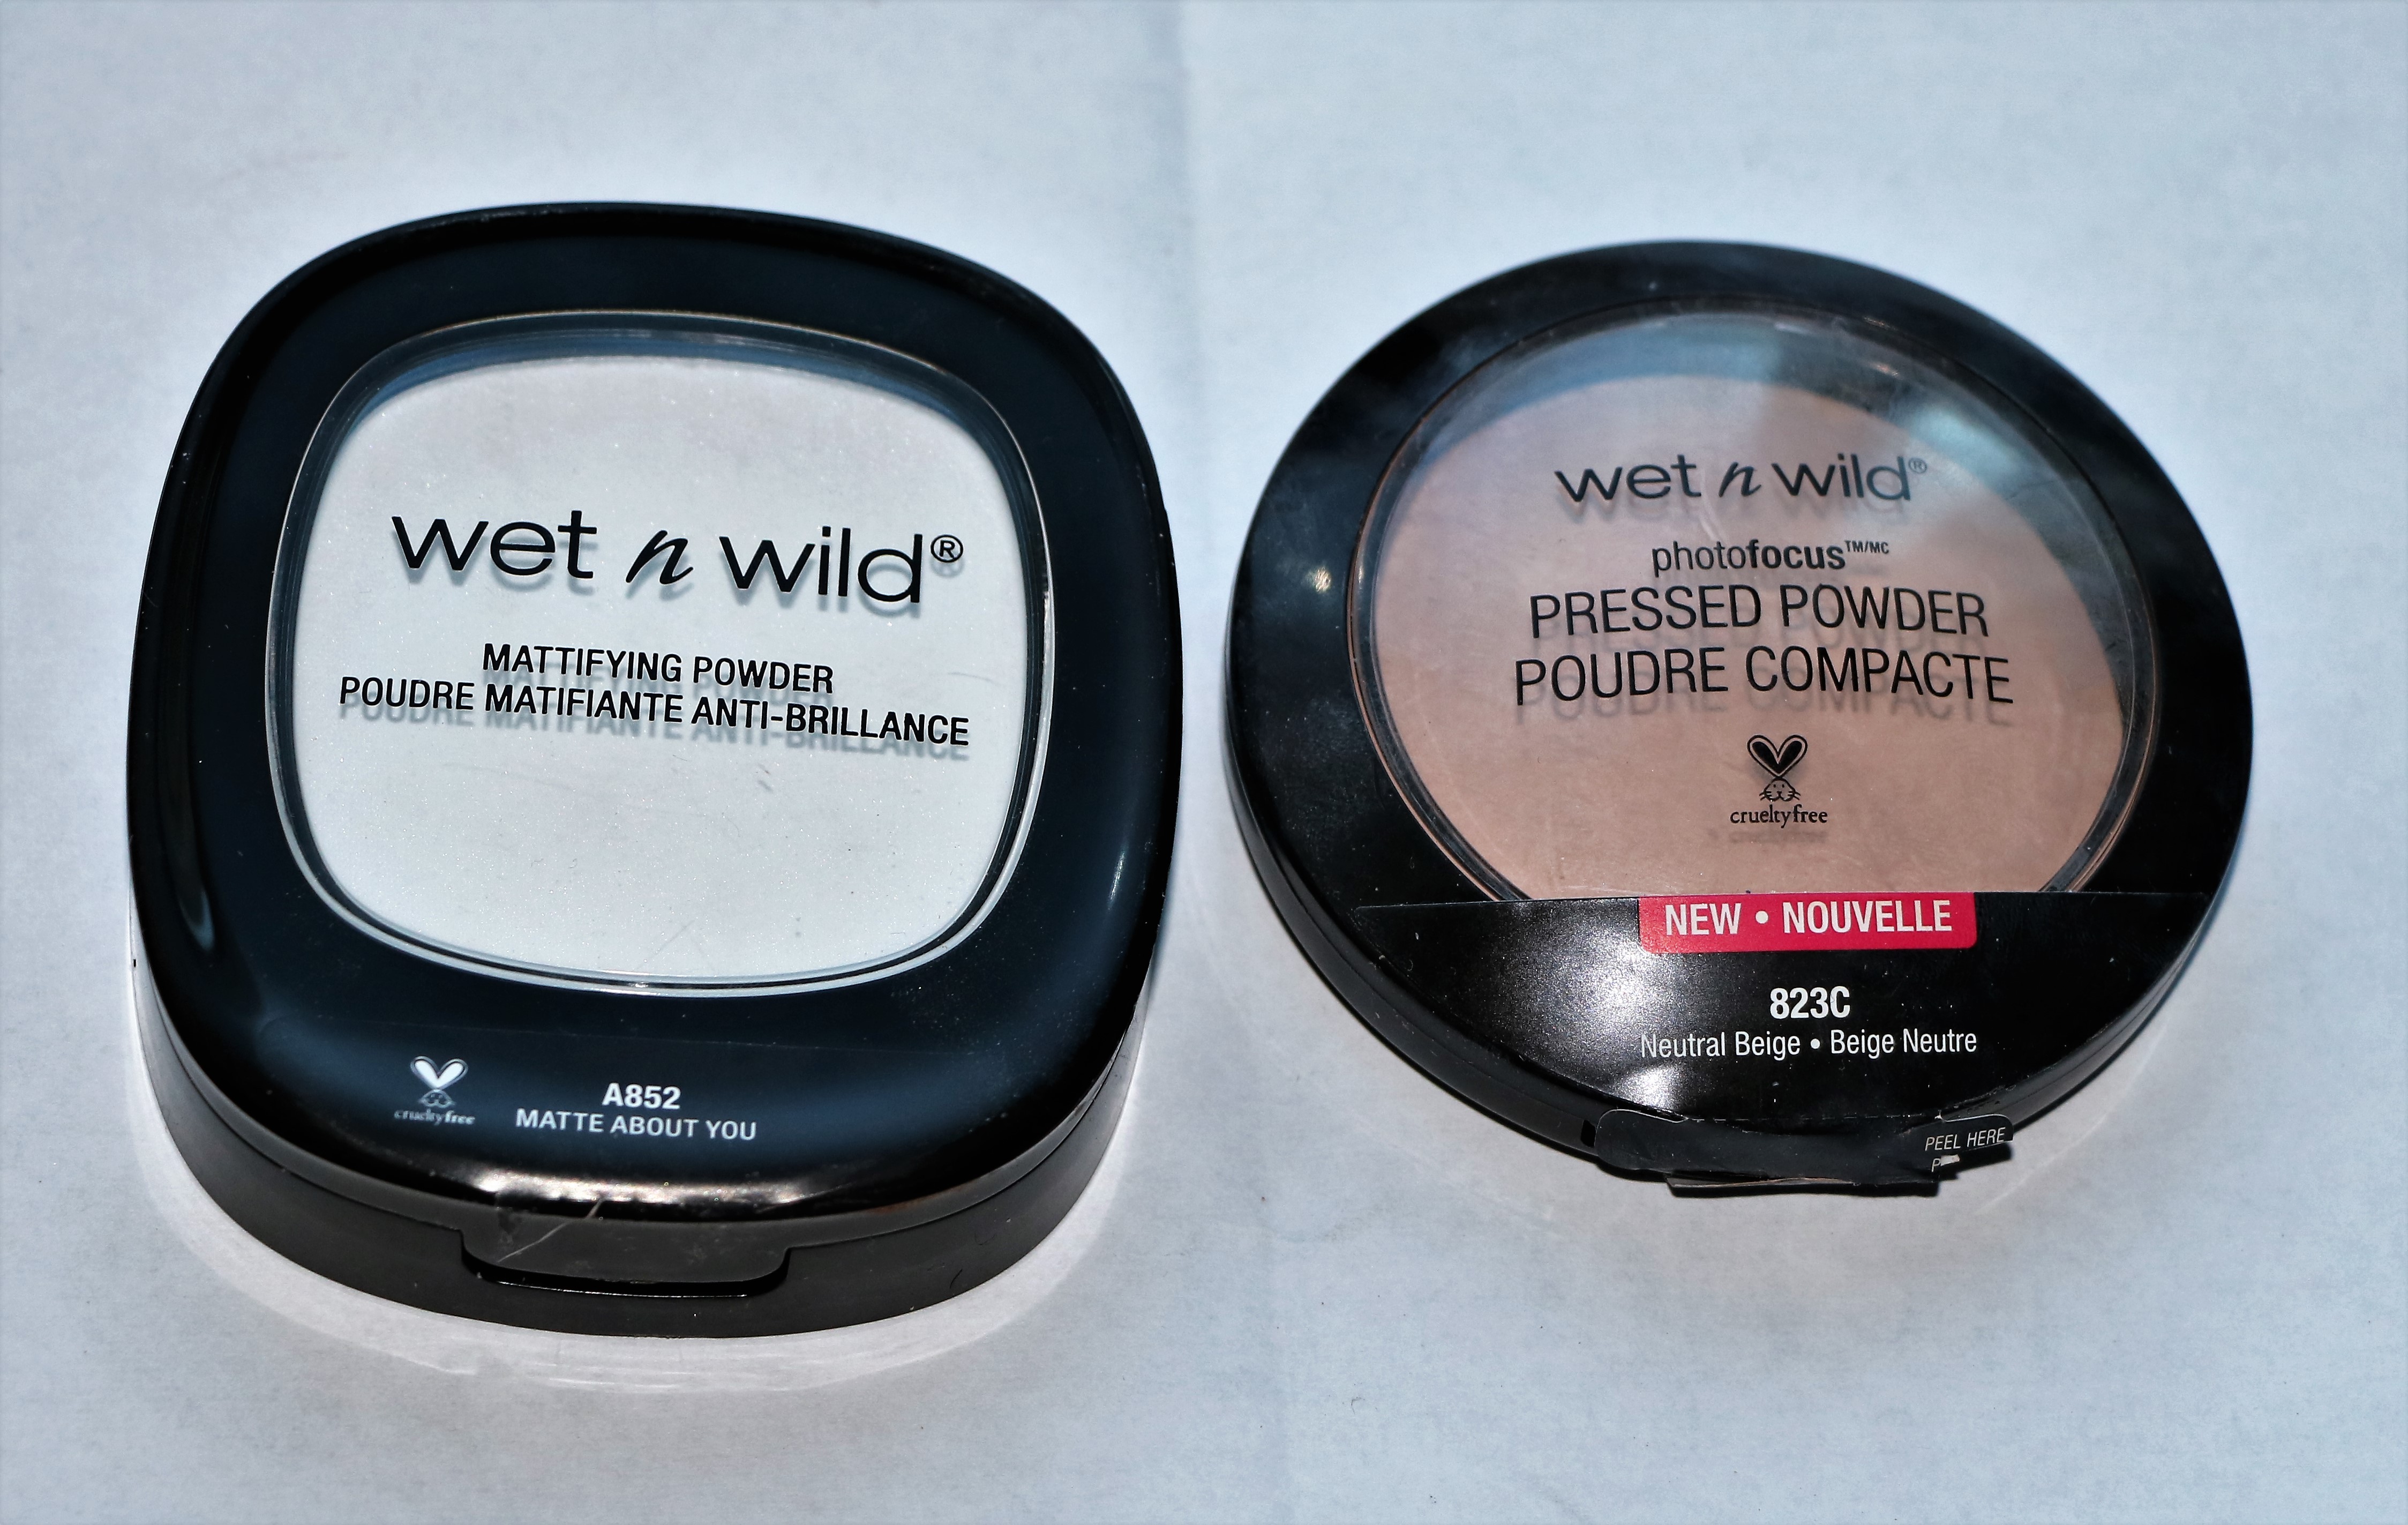 wet n wild®
MATTIFYING POWDER
POUDRE MATIFIANTE ANTI-BRILLANCE
crueltyfree
A852
MATTE ABOUT YOU
wet n wild®
photofocus™/MC
PRESSED POWDER
POUDRE COMPACTE
crueltyfree
NEW • NOUVELLE
823C
Neutral Beige • Beige Neutre
PEEL HERE